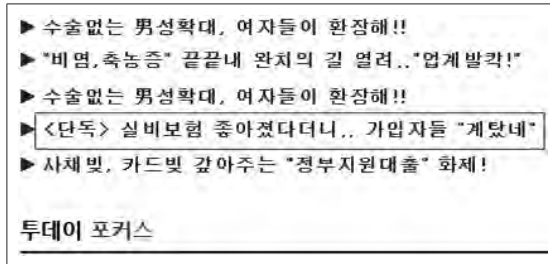 ▶ 수술없는 男성확대, 여자들이 환장해!!
▶ "비염,축농증" 끝끝내 완치의 길 열려.."업계발칵!"
▶ 수술없는 男성확대, 여자들이 환장해!!
▶ <단독> 실비보험 좋아졌다더니.. 가입자들 "계탔네"
▶ 사채빚, 카드빚 갚아주는 "정부지원대출" 화제!
투데이 포커스